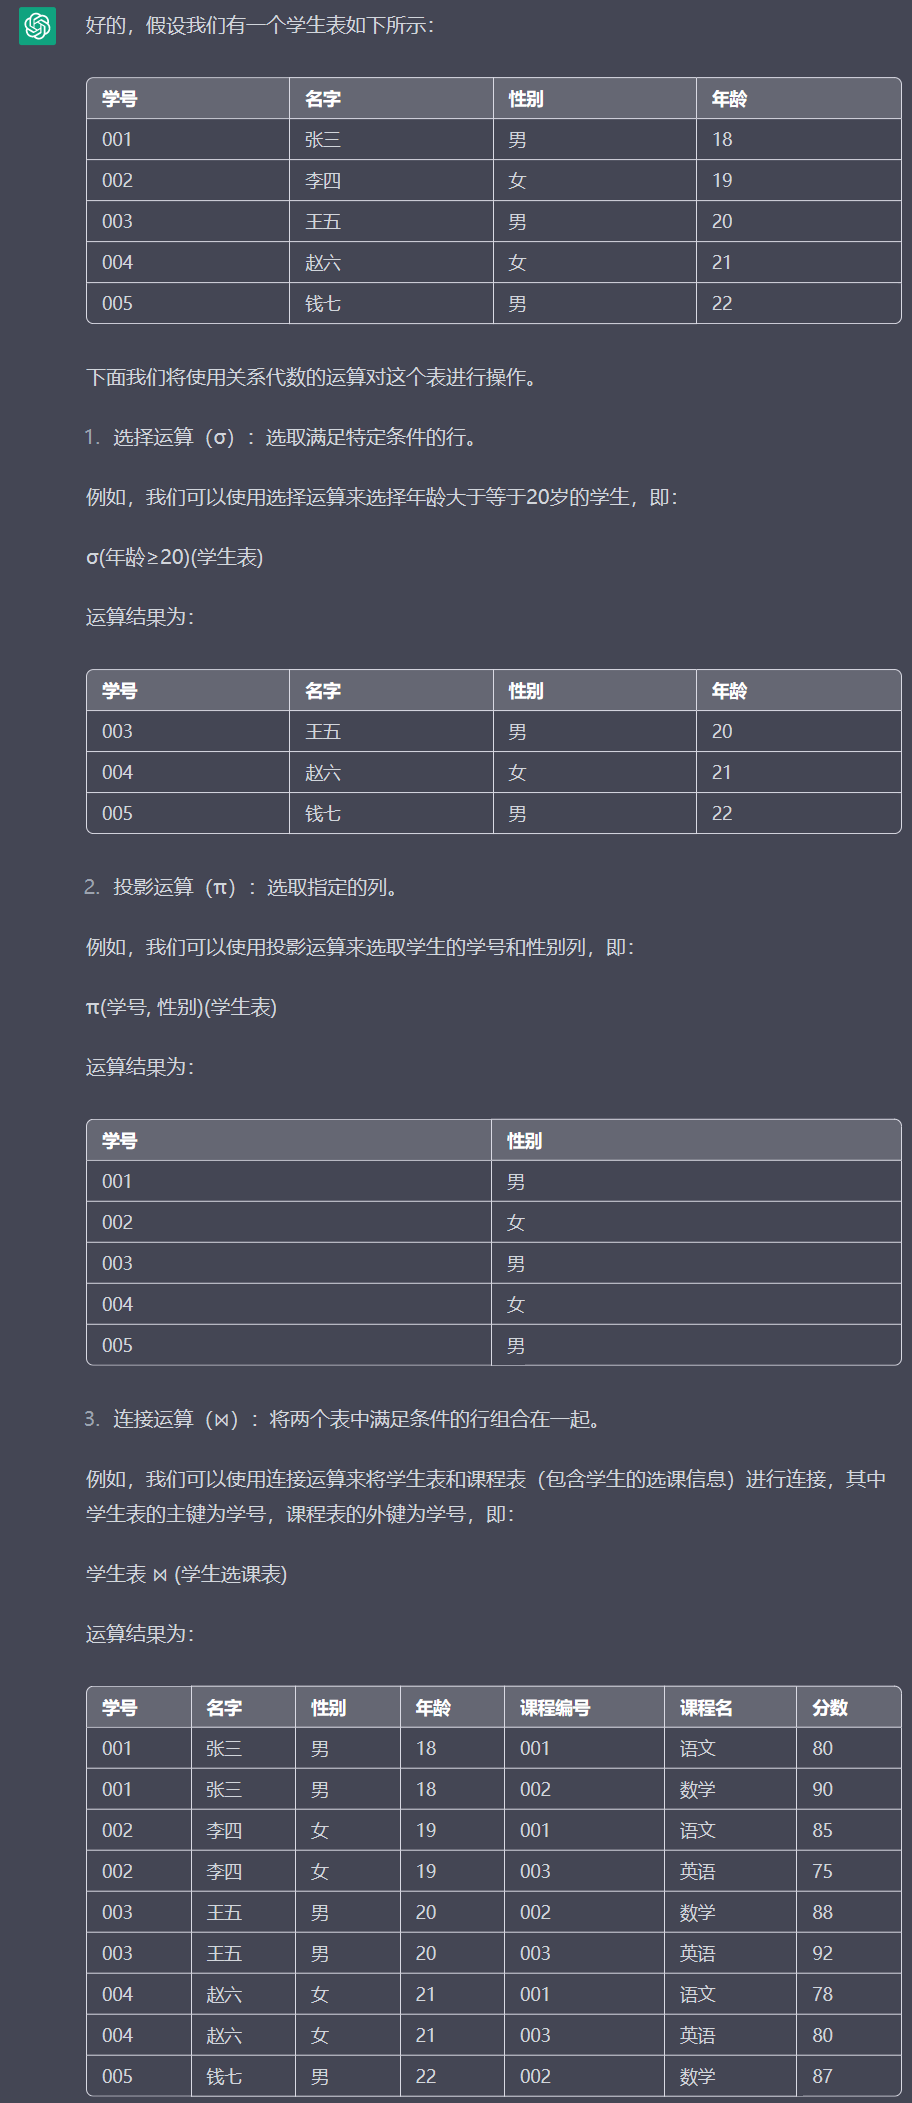 好的，假设我们有一个学生表如下所示：
学号 名字 性别 年龄
001 张三 男 18
002 李四 女 19
003 王五 男 20
004 赵六 女 21
005 钱七 男 22
下面我们将使用关系代数的运算对这个表进行操作。
1. 选择运算（σ）：选取满足特定条件的行。
例如，我们可以使用选择运算来选择年龄大于等于20岁的学生，即：
σ(年龄≥20)(学生表)
运算结果为：
学号 名字 性别 年龄
003 王五 男 20
004 赵六 女 21
005 钱七 男 22
2. 投影运算（π）：选取指定的列。
例如，我们可以使用投影运算来选取学生的学号和性别列，即：
π(学号, 性别)(学生表)
运算结果为：
学号 性别
001 男
002 女
003 男
004 女
005 男
3. 连接运算（⋈）：将两个表中满足条件的行组合在一起。
例如，我们可以使用连接运算来将学生表和课程表（包含学生的选课信息）进行连接，其中
学生表的主键为学号，课程表的外键为学号，即：
学生表 ⋈ (学生选课表)
运算结果为：
学号 名字 性别 年龄 课程编号 课程名 分数
001 张三 男 18 001 语文 80
001 张三 男 18 002 数学 90
002 李四 女 19 001 语文 85
002 李四 女 19 003 英语 75
003 王五 男 20 002 数学 88
003 王五 男 20 003 英语 92
004 赵六 女 21 001 语文 78
004 赵六 女 21 003 英语 80
005 钱七 男 22 002 数学 87